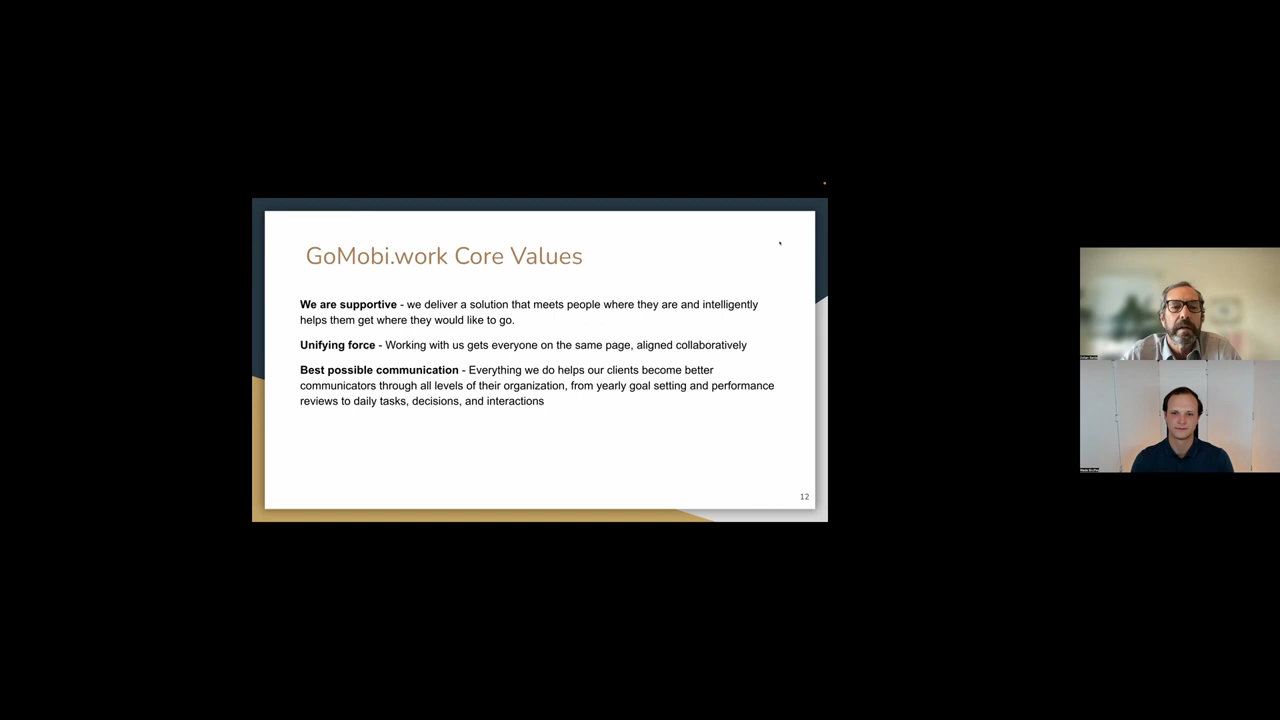 GoMobi.work Core Values
We are supportive - we deliver a solution that meets people where they are and intelligently
helps them get where they would like to go.
Unifying force - Working with us gets everyone on the same page, aligned collaboratively
Best possible communication - Everything we do helps our clients become better
communicators through all levels of their organization, from yearly goal setting and performance
reviews to daily tasks, decisions, and interactions
12